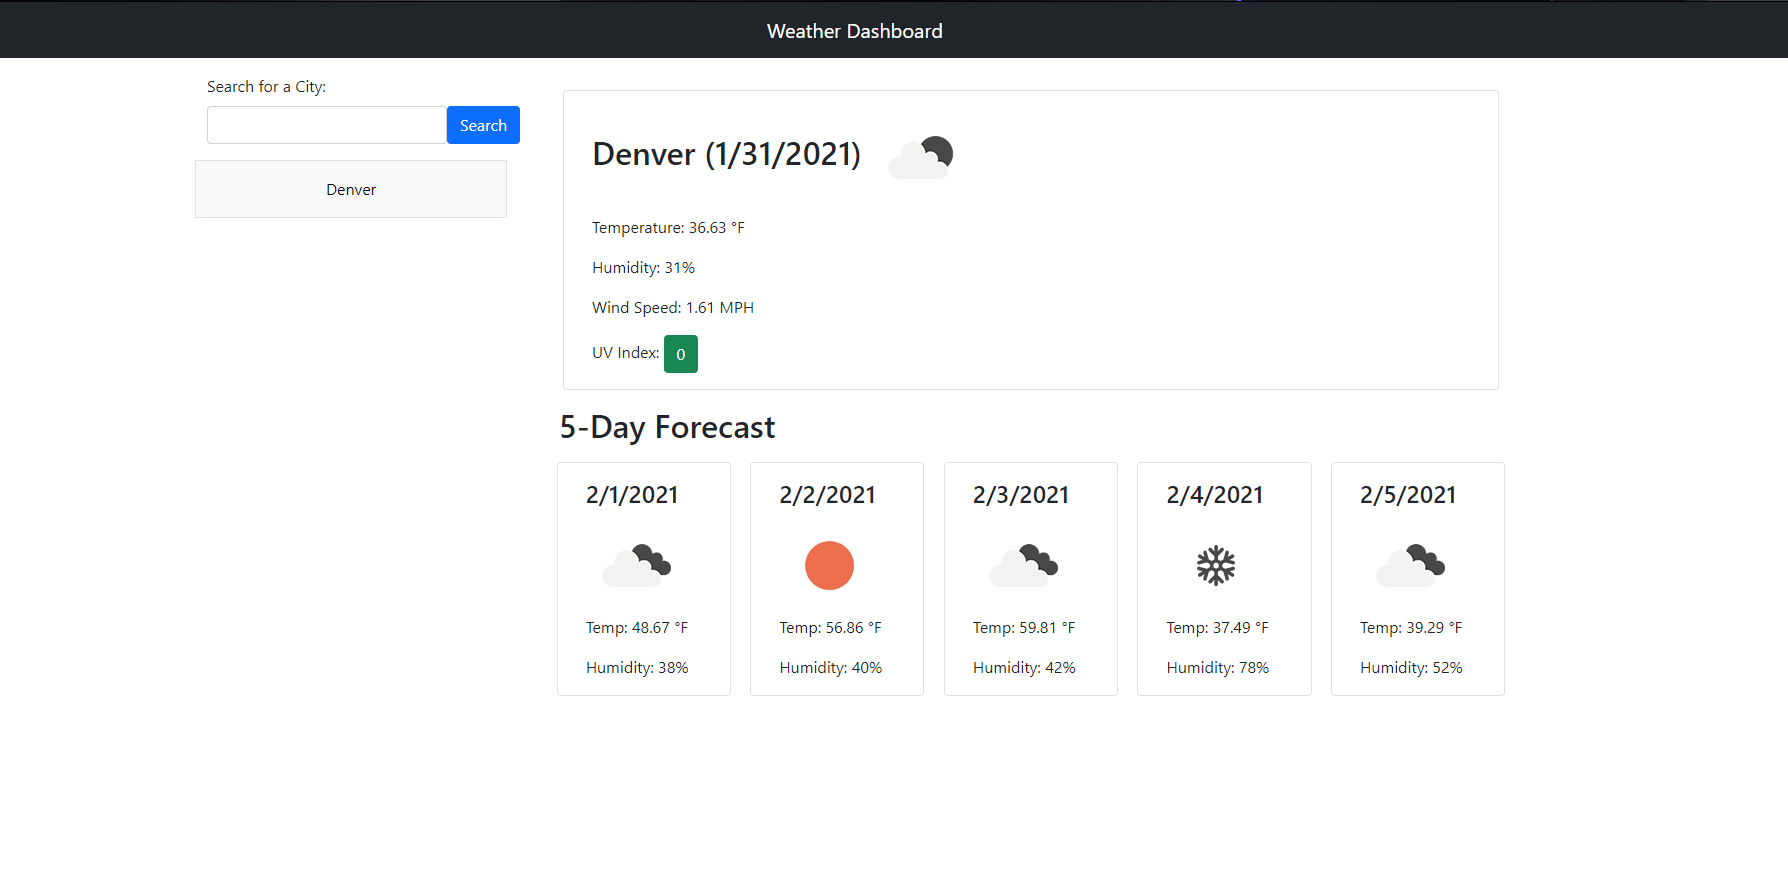 Weather Dashboard
Search for a City:
Search
Denver
Denver (1/31/2021)
Temperature: 36.63 °F
Humidity: 31%
Wind Speed: 1.61 MPH
UV Index: 0
5-Day Forecast
2/1/2021
Temp: 48.67 °F
Humidity: 38%
2/2/2021
Temp: 56.86 °F
Humidity: 40%
2/3/2021
Temp: 59.81 °F
Humidity: 42%
2/4/2021
Temp: 37.49 °F
Humidity: 78%
2/5/2021
Temp: 39.29 °F
Humidity: 52%